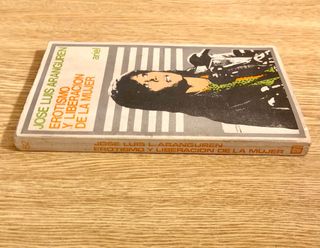 JOSE LUIS ARANGUREN
EROTISMO
Y LIBERACION
DE LA MUJER
ariel
JOSE LUIS L. ARANGUREN
EROTISMO Y LIBERACION DE LA MUJER